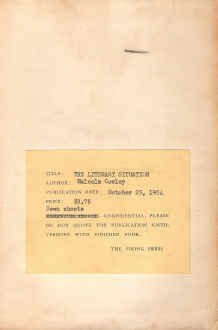 TITLE: THE LITERARY SITUATION
AUTHOR: Malcolm Cowley
PUBLICATION DATE: October 25, 1954
PRICE: $3.75
Sewn sheets
CONFIDENTIAL. PLEASE
DO NOT QUOTE FOR PUBLICATION UNTIL
VERIFIED WITH FINISHED BOOK.
THE VIKING PRESS